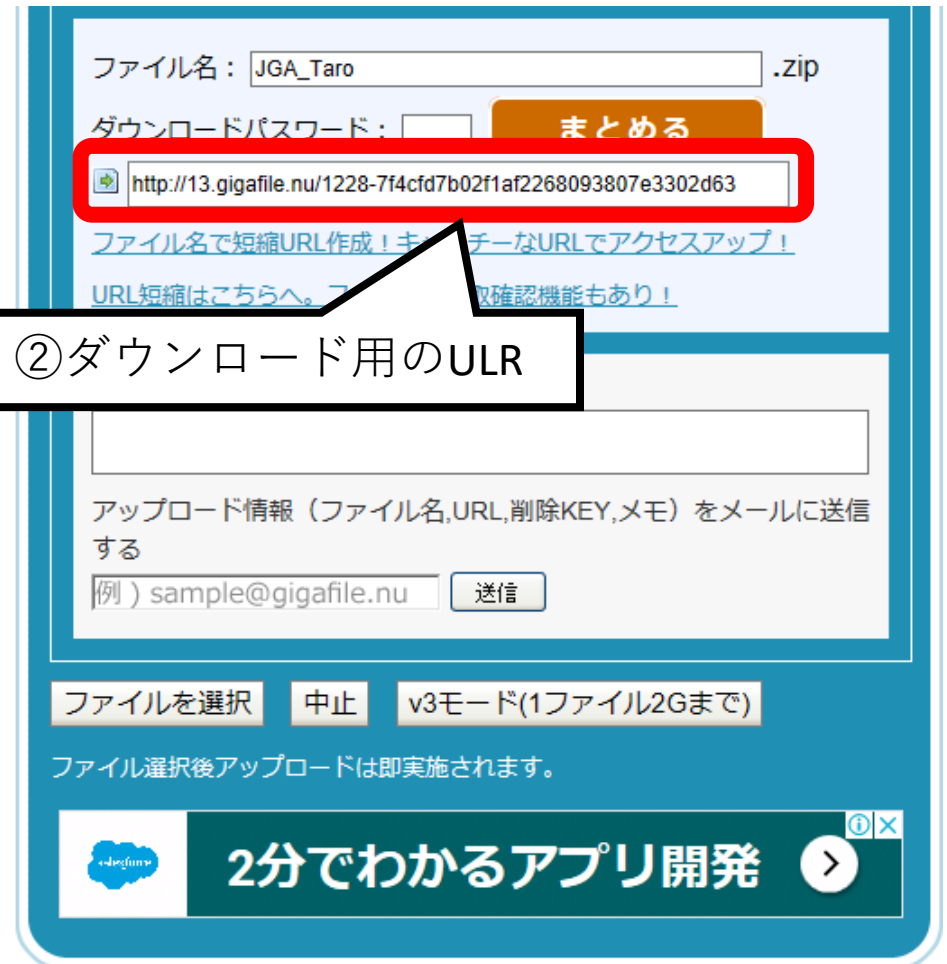 ファイル名： JGA_Taro .zip
ダウンロードパスワード： まとめる
http://13.gigafile.nu/1228-7f4cfd7b02f1af2268093807e3302d63
ファイル名で短縮URL作成！キ チーなURLでアクセスアップ！
URL短縮はこちらへ。 取確認機能もあり！
②ダウンロード用のULR
アップロード情報（ファイル名,URL,削除KEY,メモ）をメールに送信
する
例 ) sample@gigafile.nu 送信
ファイルを選択 中止 v3モード(1ファイル2Gまで)
ファイル選択後アップロードは即実施されます。
salesforce 2分でわかるアプリ開発